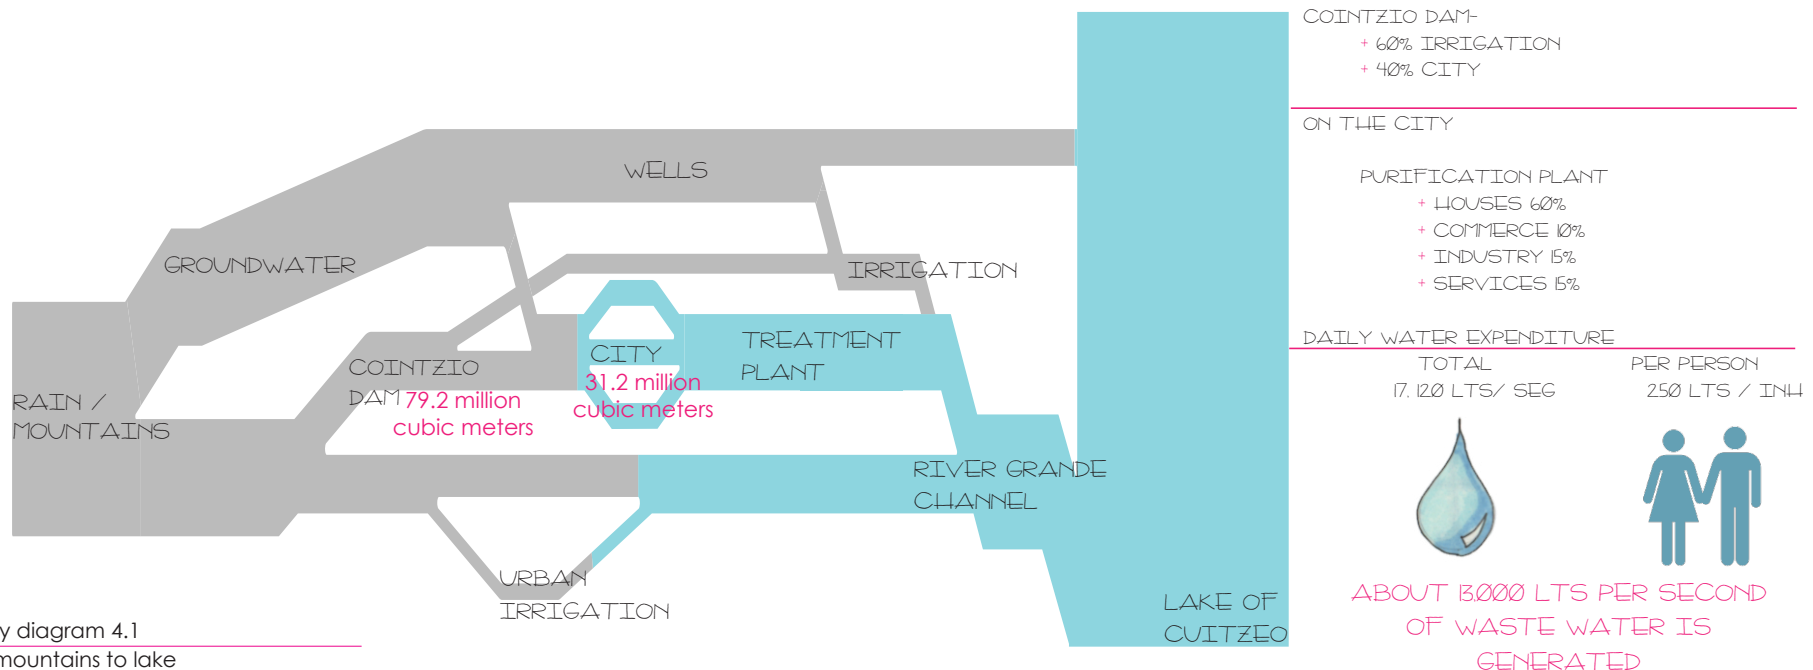 WELLS
GROUNDWATER
IRRIGATION
TREATMENT
PLANT
CITY
31.2 million
cubic meters
COINTZIO
DAM
79.2 million
cubic meters
RAIN /
MOUNTAINS
RIVER GRANDE
CHANNEL
URBAN
IRRIGATION
LAKE OF
CUITZEO
y diagram 4.1
mountains to lake
COINTZIO DAM-
+ 60% IRRIGATION
+ 40% CITY
ON THE CITY
PURIFICATION PLANT
+ HOUSES 60%
+ COMMERCE 10%
+ INDUSTRY 15%
+ SERVICES 15%
DAILY WATER EXPENDITURE
TOTAL
17. 120 LTS/ SEG
PER PERSON
250 LTS / INH
ABOUT 13000 LTS PER SECOND
OF WASTE WATER IS
GENERATED